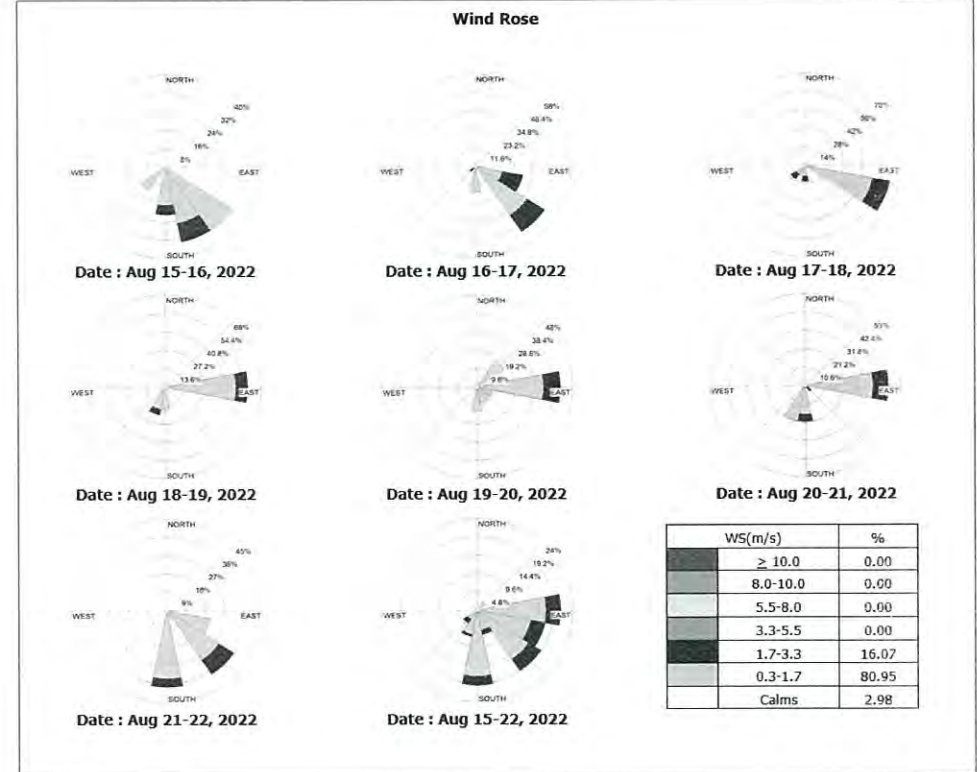 Wind Rose
NORTH
40%
32%
24%
16%
8%
WEST
EAST
SOUTH
Date : Aug 15-16, 2022
NORTH
58%
46.4%
34.8%
23.2%
11.6%
WEST
EAST
SOUTH
Date : Aug 16-17, 2022
NORTH
70%
56%
42%
28%
14%
WEST
EAST
SOUTH
Date : Aug 17-18, 2022
NORTH
68%
54.4%
40.8%
27.2%
13.6%
WEST
EAST
SOUTH
Date : Aug 18-19, 2022
NORTH
48%
38.4%
28.8%
19.2%
9.6%
WEST
EAST
SOUTH
Date : Aug 19-20, 2022
NORTH
53%
42.4%
31.8%
21.2%
10.6%
WEST
EAST
SOUTH
Date : Aug 20-21, 2022
NORTH
45%
36%
27%
18%
9%
WEST
EAST
SOUTH
Date : Aug 21-22, 2022
NORTH
24%
19.2%
14.4%
9.6%
4.8%
WEST
EAST
SOUTH
Date : Aug 15-22, 2022
WS(m/s) %
≥ 10.0 0.00
8.0-10.0 0.00
5.5-8.0 0.00
3.3-5.5 0.00
1.7-3.3 16.07
0.3-1.7 80.95
Calms 2.98